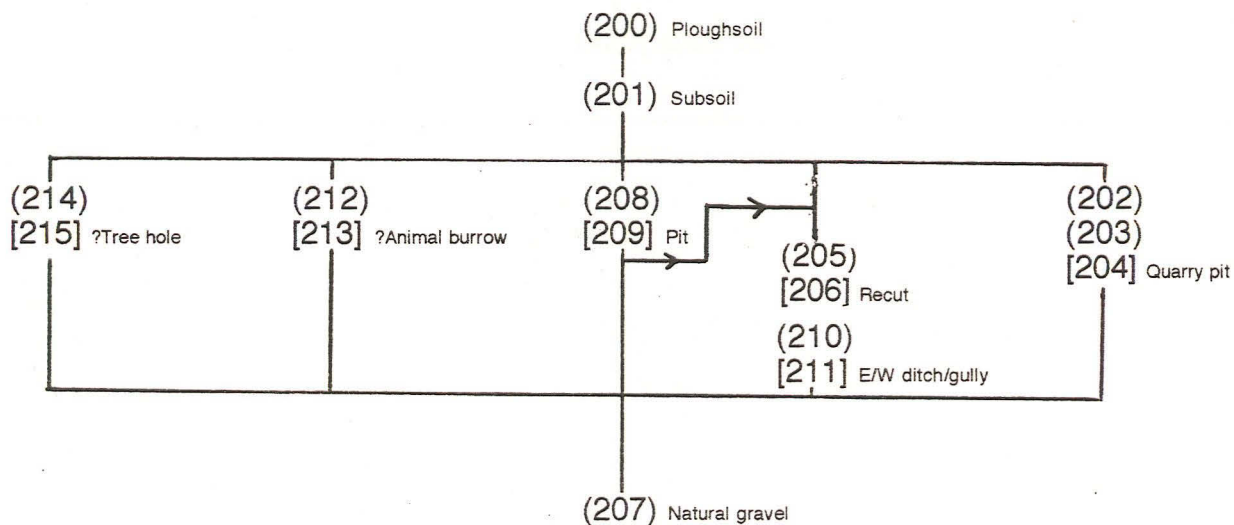 (200) Ploughsoil
(201) Subsoil
(214)
[215] ?Tree hole
(212)
[213] ?Animal burrow
(208)
[209] Pit
(205)
[206] Recut
(210)
[211] E/W ditch/gully
(202)
(203)
[204] Quarry pit
(207) Natural gravel